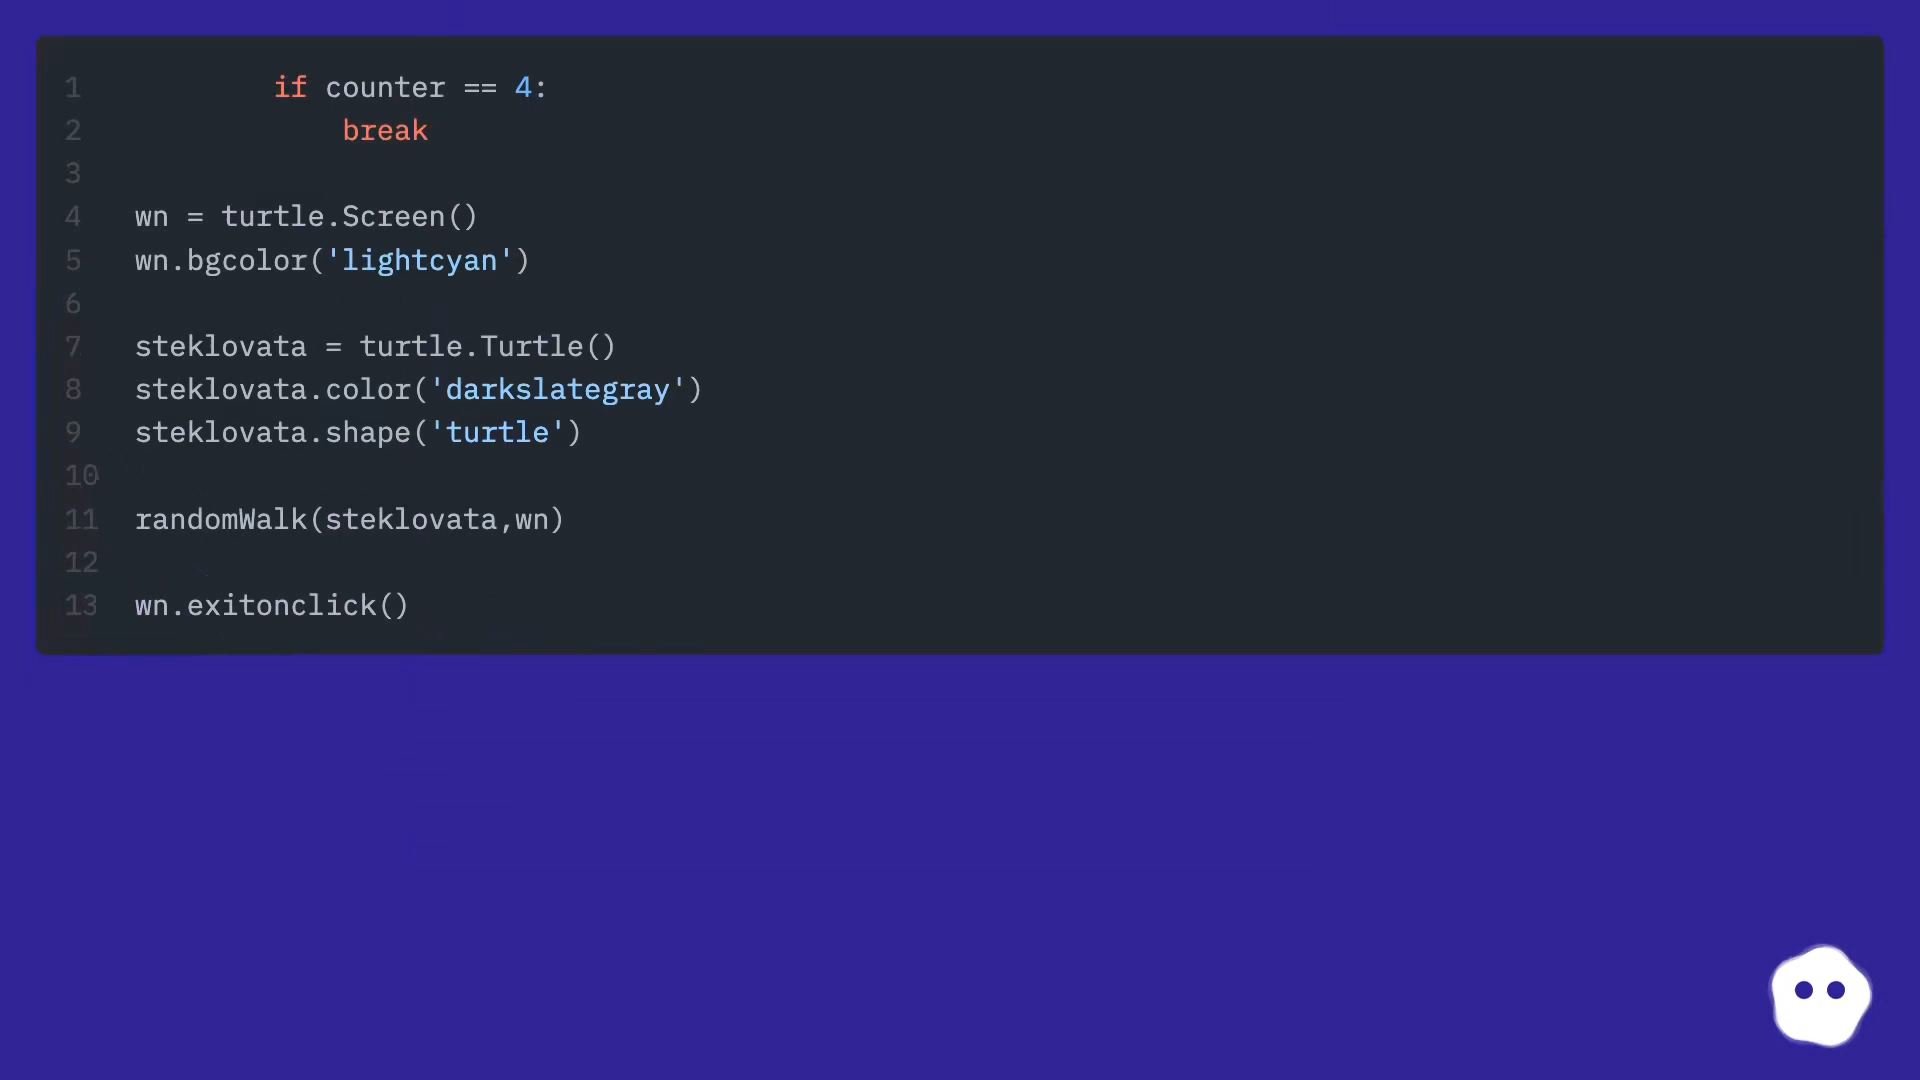 1 if counter == 4:
2 break
3
4 wn = turtle.Screen()
5 wn.bgcolor('lightcyan')
6
7 steklovata = turtle.Turtle()
8 steklovata.color('darkslategray')
9 steklovata.shape('turtle')
10
11 randomWalk(steklovata,wn)
12
13 wn.exitonclick()